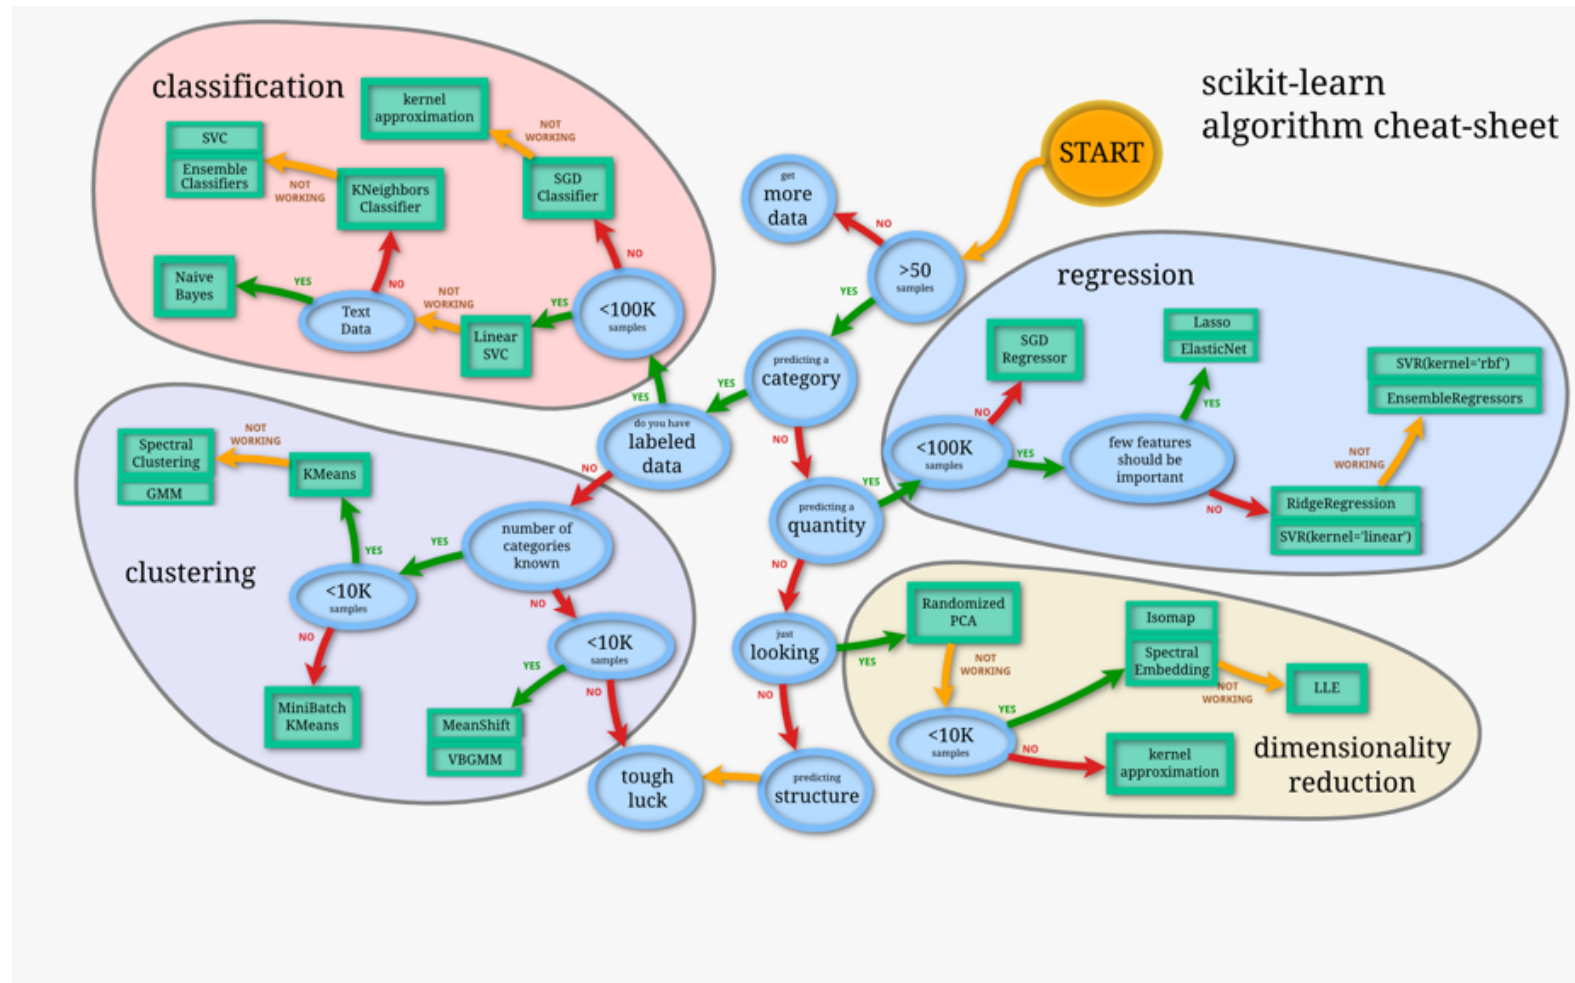 scikit-learn
algorithm cheat-sheet
START
get
more
data
NO
>50
samples
YES
predicting a
category
YES
NO
do you have
labeled
data
YES
NO
predicting a
quantity
YES
NO
just
looking
YES
NO
predicting
structure
tough
luck
classification
kernel
approximation
NOT
WORKING
SVC
Ensemble
Classifiers
NOT
WORKING
KNeighbors
Classifier
SGD
Classifier
NO
Naive
Bayes
YES
NO
Text
Data
NOT
WORKING
Linear
SVC
YES
<100K
samples
regression
SGD
Regressor
Lasso
ElasticNet
SVR(kernel='rbf')
EnsembleRegressors
NO
YES
<100K
samples
YES
few features
should be
important
NOT
WORKING
NO
RidgeRegression
SVR(kernel='linear')
clustering
Spectral
Clustering
GMM
NOT
WORKING
KMeans
number of
categories
known
YES
YES
<10K
samples
NO
NO
<10K
samples
YES
NO
MiniBatch
KMeans
MeanShift
VBGMM
dimensionality
reduction
Randomized
PCA
NOT
WORKING
Isomap
Spectral
Embedding
NOT
WORKING
LLE
YES
<10K
samples
NO
kernel
approximation